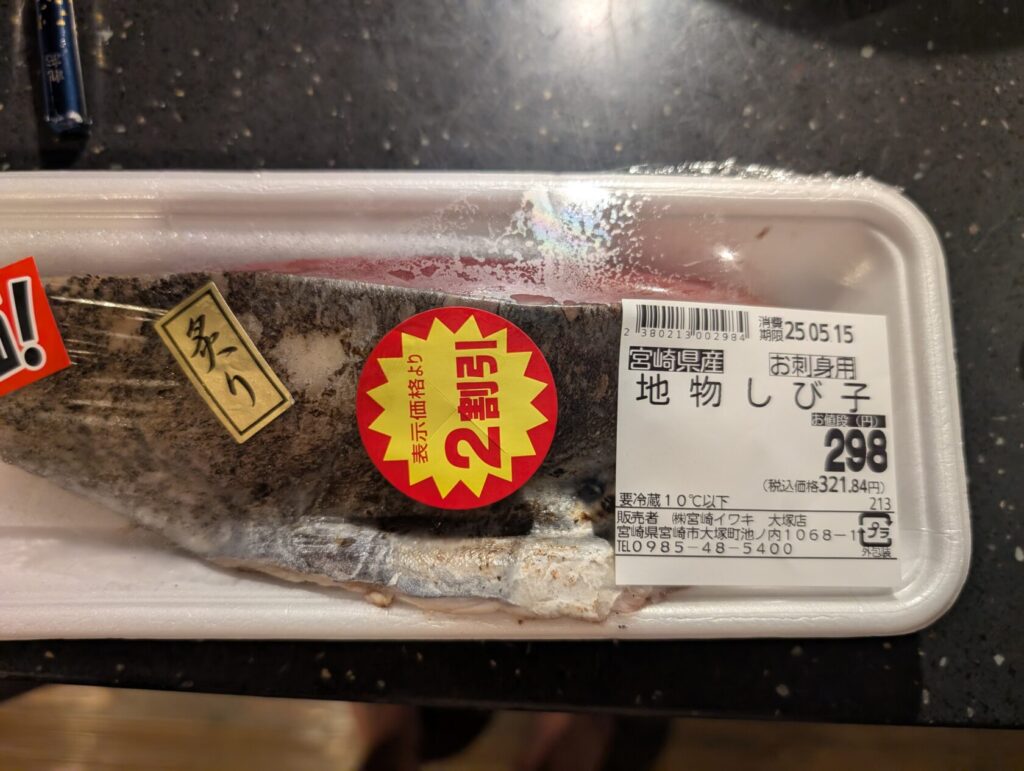 炙り
表示価格より
2割引
2380213002984
消費
期限 25.05.15
宮崎県産 お刺身用
地物しび子
お値段(円)
298
(税込価格321.84円)
要冷蔵10℃以下 213
販売者 ㈱宮崎イワキ 大塚店
宮崎県宮崎市大塚町池ノ内1068-1
TEL0985-48-5400
プラ
外包装